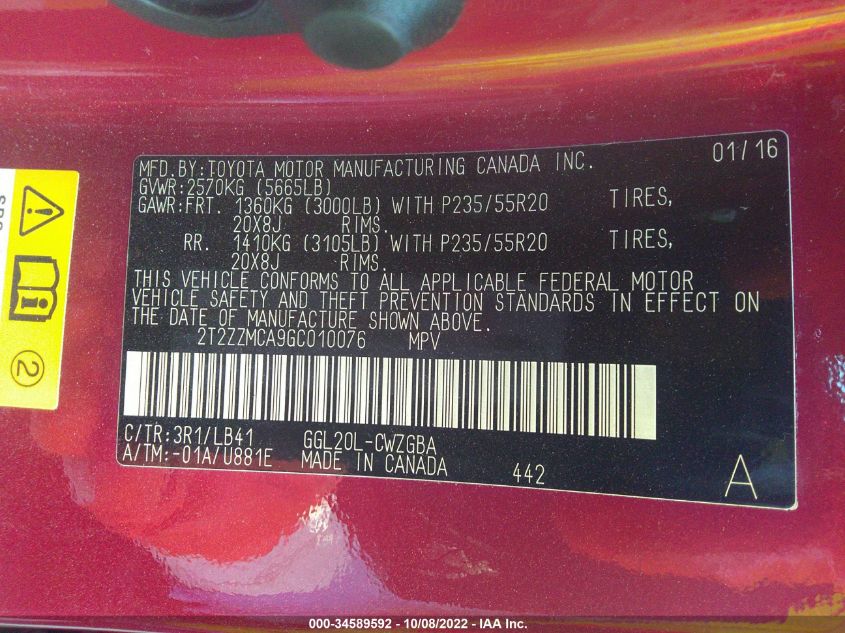 MFD.BY:TOYOTA MOTOR MANUFACTURING CANADA INC. 01/16
GVWR:2570KG (5665LB)
GAWR:FRT. 1360KG (3000LB) WITH P235/55R20 TIRES,
20X8J RIMS.
RR. 1410KG (3105LB) WITH P235/55R20 TIRES,
20X8J RIMS.
THIS VEHICLE CONFORMS TO ALL APPLICABLE FEDERAL MOTOR
VEHICLE SAFETY AND THEFT PREVENTION STANDARDS IN EFFECT ON
THE DATE OF MANUFACTURE SHOWN ABOVE.
2T2ZZMCA9GC010076 MPV
C/TR:3R1/LB41 GGL20L-CWZGBA
A/TM:-01A/U881E MADE IN CANADA 442 A
2
000-34589592 - 10/08/2022 - IAA Inc.